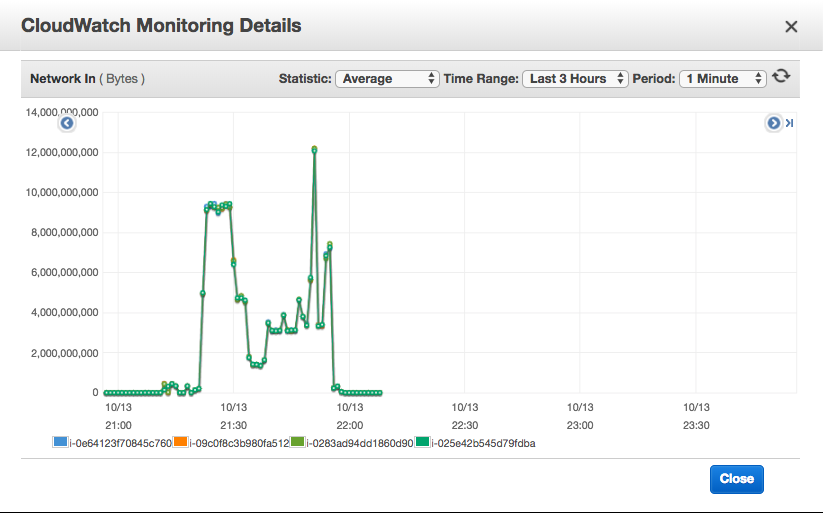 CloudWatch Monitoring Details
Network In ( Bytes ) Statistic: Average Time Range: Last 3 Hours Period: 1 Minute
14,000,000,000
12,000,000,000
10,000,000,000
8,000,000,000
6,000,000,000
4,000,000,000
2,000,000,000
0
10/13 10/13 10/13 10/13 10/13 10/13
21:00 21:30 22:00 22:30 23:00 23:30
i-0e64123f70845c760 i-09c0f8c3b980fa512 i-0283ad94dd1860d90 i-025e42b545d79fdba
Close